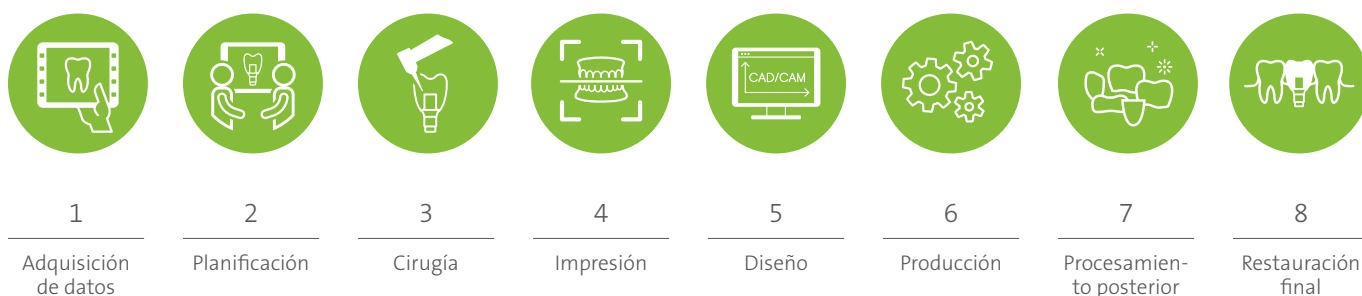 CAD/CAM
1
2
3
4
5
6
7
8
Adquisición
de datos
Planificación
Cirugía
Impresión
Diseño
Producción
Procesamien-
to posterior
Restauración
final